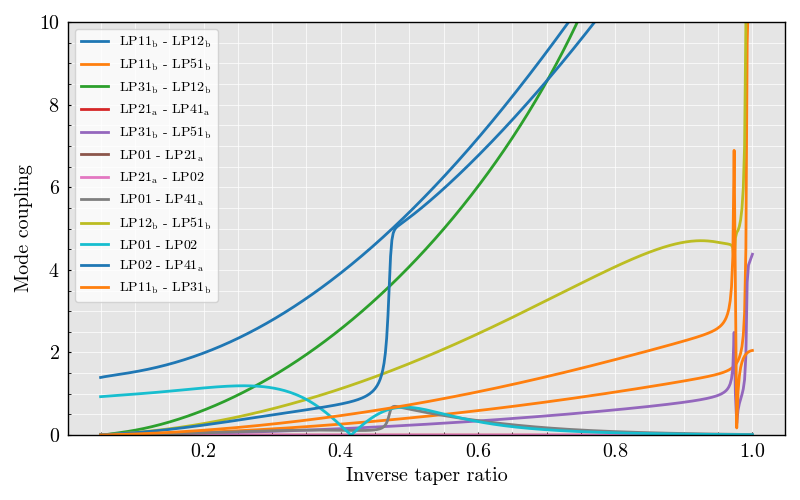 10
8
6
4
2
0
Mode coupling
LP11b - LP12b
LP11b - LP51b
LP31b - LP12b
LP21a - LP41a
LP31b - LP51b
LP01 - LP21a
LP21a - LP02
LP01 - LP41a
LP12b - LP51b
LP01 - LP02
LP02 - LP41a
LP11b - LP31b
0.2 0.4 0.6 0.8 1.0
Inverse taper ratio